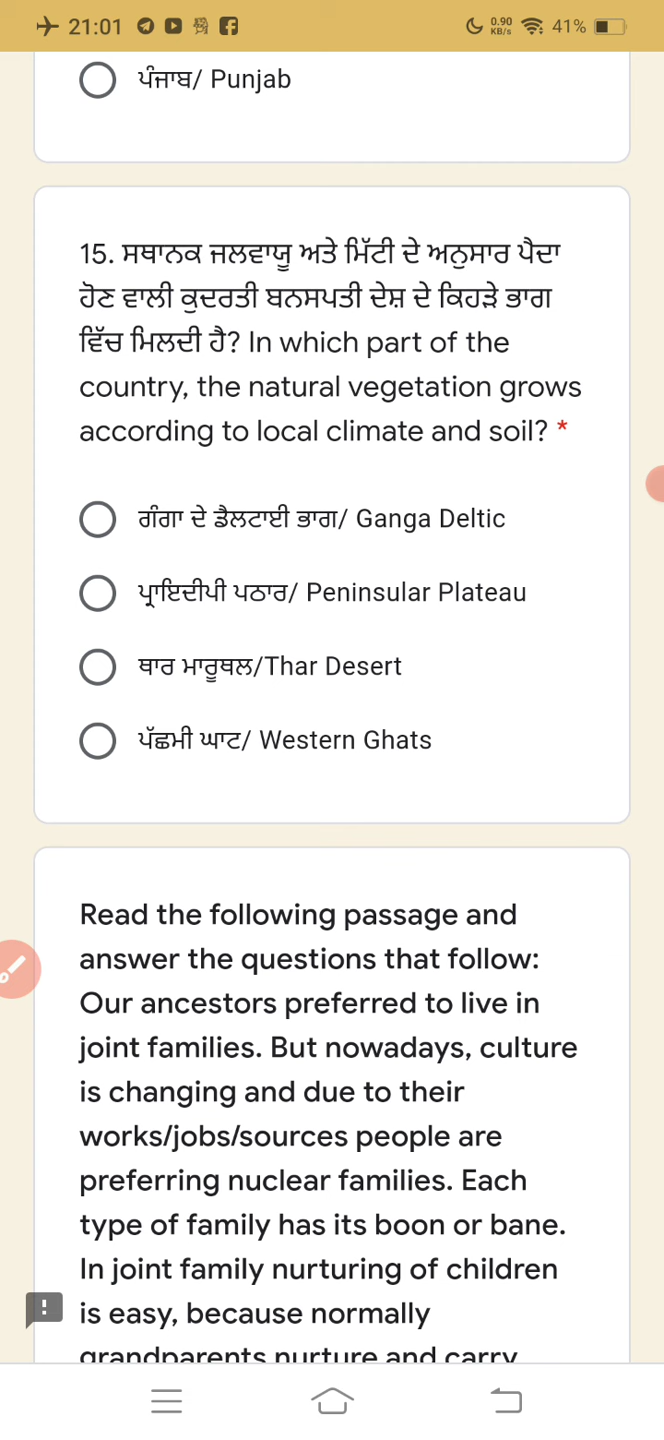 21:01
0.90
KB/s
41%
ਪੰਜਾਬ/ Punjab
15. ਸਥਾਨਕ ਜਲਵਾਯੂ ਅਤੇ ਮਿੱਟੀ ਦੇ ਅਨੁਸਾਰ ਪੈਦਾ
ਹੋਣ ਵਾਲੀ ਕੁਦਰਤੀ ਬਨਸਪਤੀ ਦੇਸ਼ ਦੇ ਕਿਹੜੇ ਭਾਗ
ਵਿੱਚ ਮਿਲਦੀ ਹੈ? In which part of the
country, the natural vegetation grows
according to local climate and soil? *
ਗੰਗਾ ਦੇ ਡੈਲਟਾਈ ਭਾਗ/ Ganga Deltic
ਪ੍ਰਾਇਦੀਪੀ ਪਠਾਰ/ Peninsular Plateau
ਥਾਰ ਮਾਰੂਥਲ/Thar Desert
ਪੱਛਮੀ ਘਾਟ/ Western Ghats
Read the following passage and
answer the questions that follow:
Our ancestors preferred to live in
joint families. But nowadays, culture
is changing and due to their
works/jobs/sources people are
preferring nuclear families. Each
type of family has its boon or bane.
In joint family nurturing of children
is easy, because normally
grandparents nurture and carry